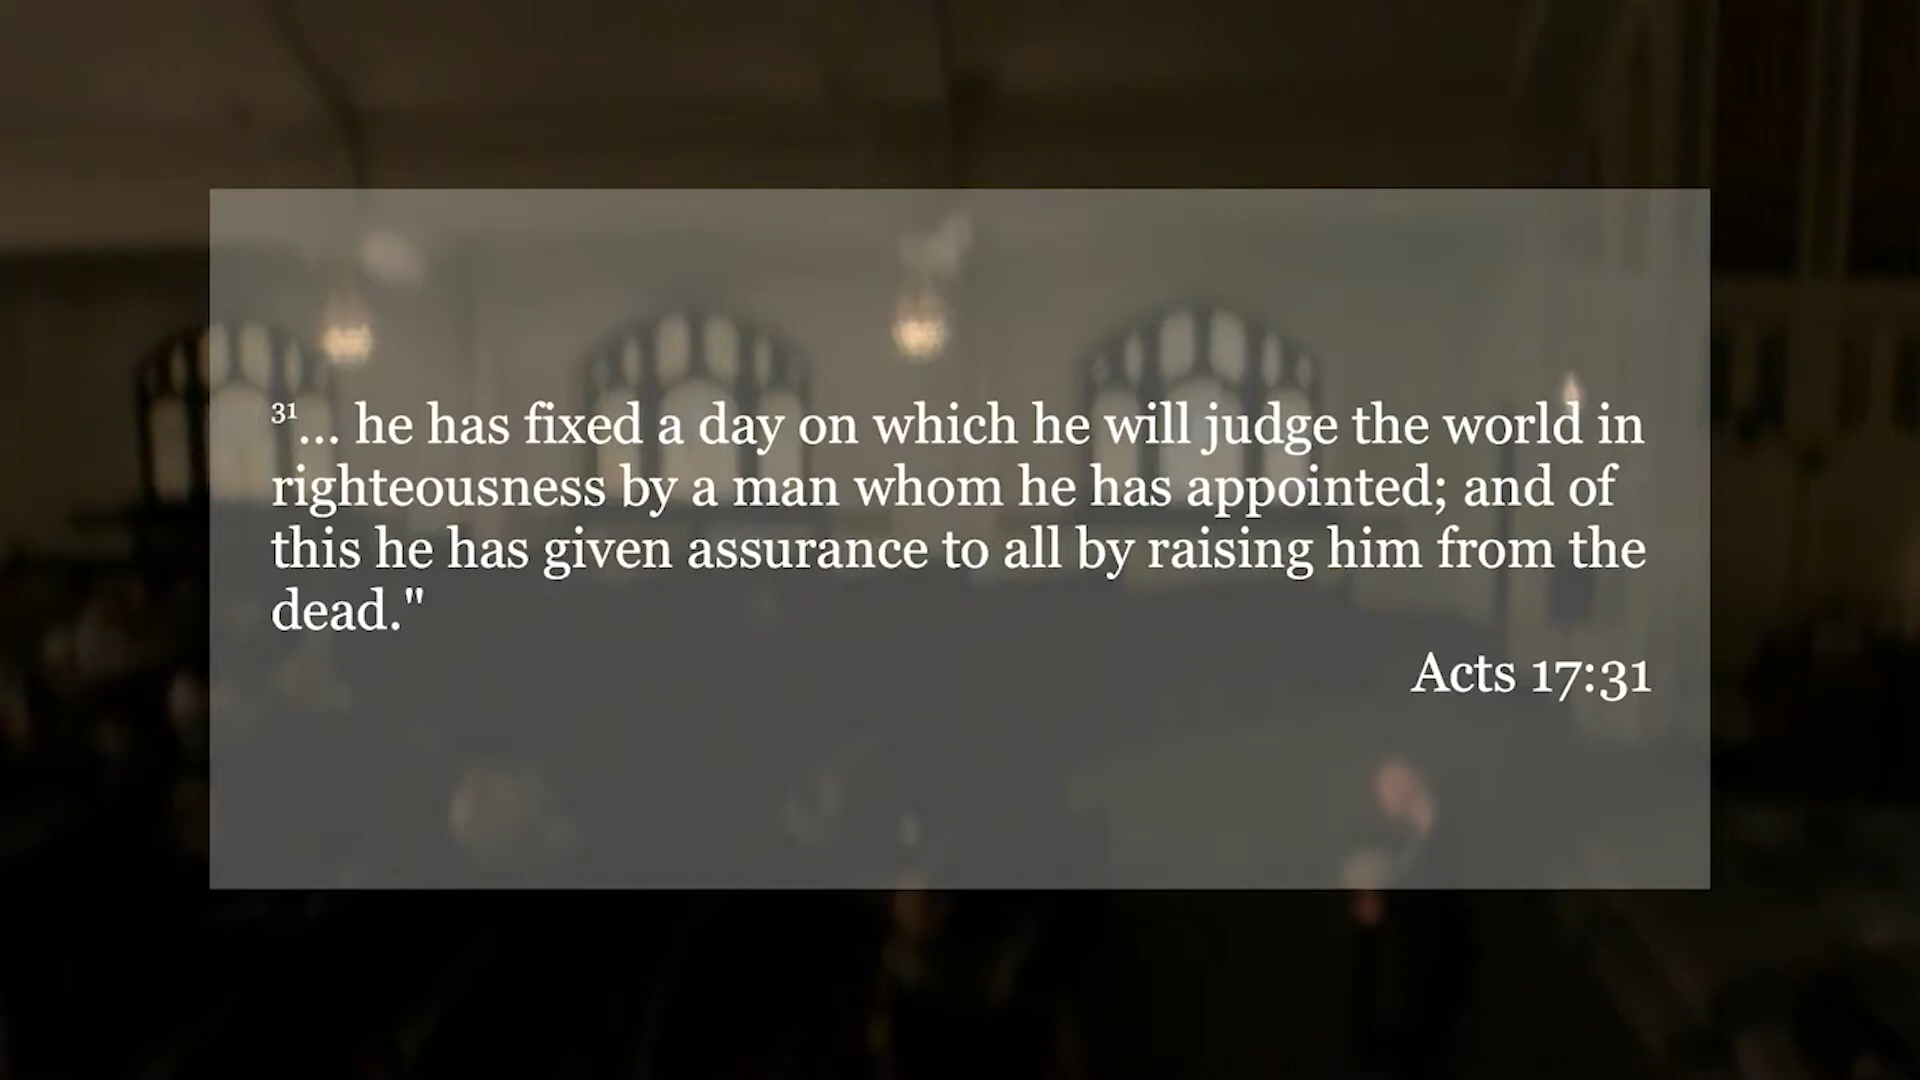 31... he has fixed a day on which he will judge the world in
righteousness by a man whom he has appointed; and of
this he has given assurance to all by raising him from the
dead."
Acts 17:31